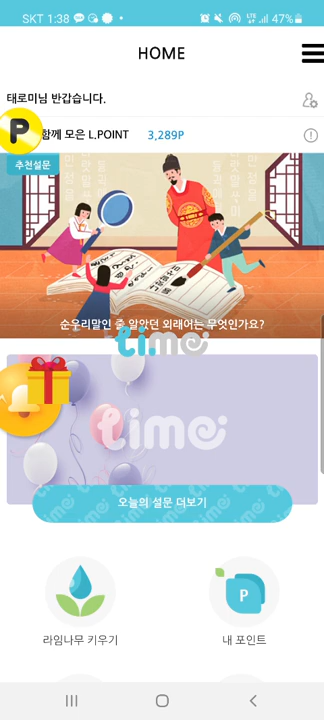 SKT 1:38
LTE
47%
HOME
태로미님 반갑습니다.
P
함께 모은 L.POINT 3,289P
추천설문
순우리말인 줄 알았던 외래어는 무엇인가요?
time
time
오늘의 설문 더보기
P
라임나무 키우기
내 포인트